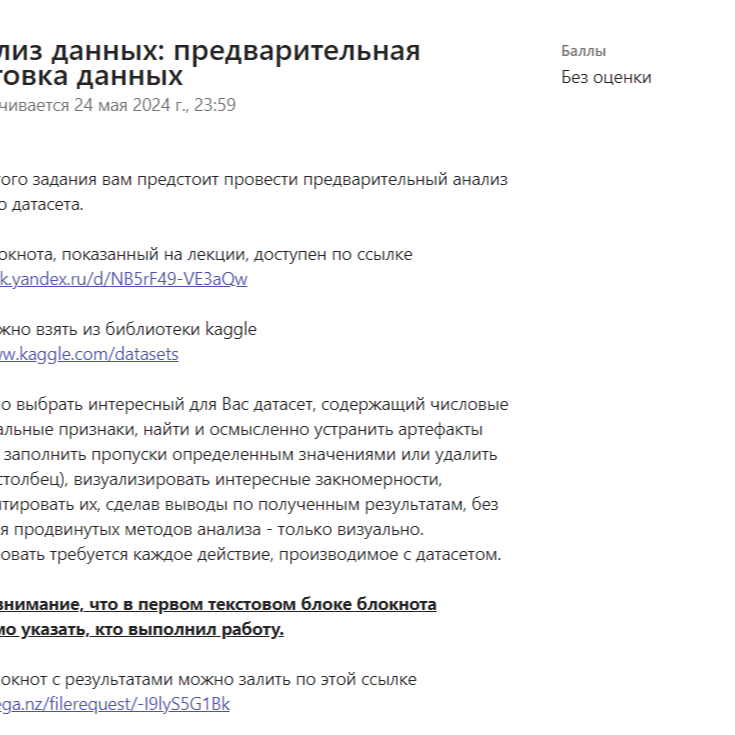 лиз данных: предварительная
товка данных
чивается 24 мая 2024 г., 23:59
Баллы
Без оценки
ого задания вам предстоит провести предварительный анализ
о датасета.
окнота, показанный на лекции, доступен по ссылке
k.yandex.ru/d/NB5rF49-VE3aQw
жно взять из библиотеки kaggle
ww.kaggle.com/datasets
о выбрать интересный для Вас датасет, содержащий числовые
альные признаки, найти и осмысленно устранить артефакты
заполнить пропуски определенным значениями или удалить
столбец), визуализировать интересные закономерности,
тировать их, сделав выводы по полученным результатам, без
я продвинутых методов анализа - только визуально.
овать требуется каждое действие, производимое с датасетом.
внимание, что в первом текстовом блоке блокнота
мо указать, кто выполнил работу.
окнот с результатами можно залить по этой ссылке
ega.nz/filerequest/-I9lyS5G1Bk